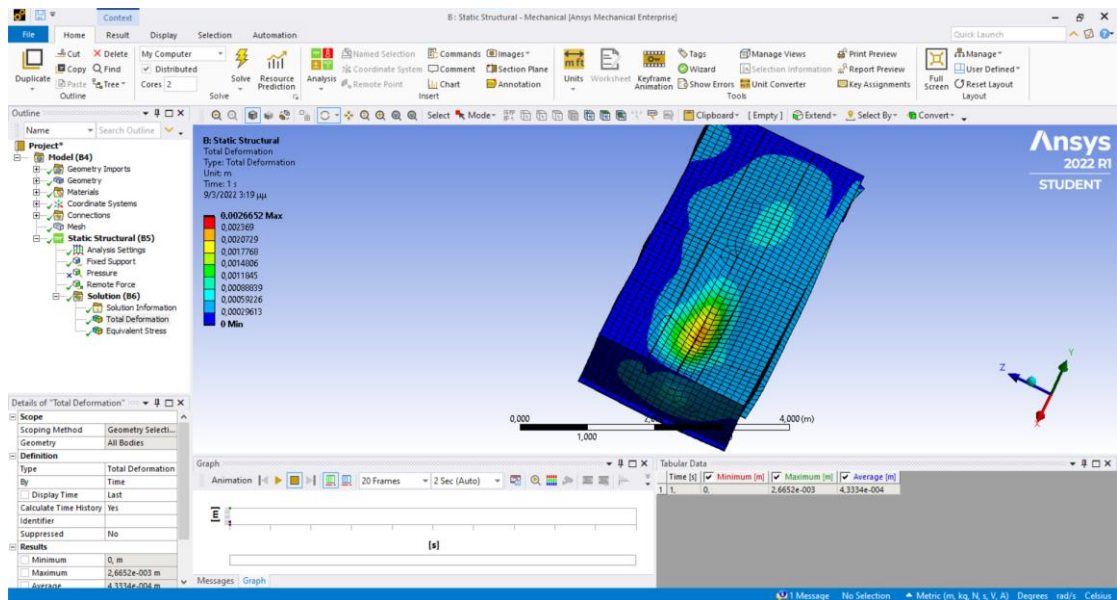 Context
B : Static Structural - Mechanical [Ansys Mechanical Enterprise]
File Home Result Display Selection Automation
Quick Launch
Duplicate
Cut
Copy
Paste
Delete
Find
Tree
Outline
My Computer
Distributed
Cores 2
Solve
Resource Prediction
Solve
Analysis
Named Selection
Coordinate System
Remote Point
Commands
Comment
Chart
Images
Section Plane
Annotation
Insert
Units
Worksheet
Keyframe Animation
Tags
Wizard
Show Errors
Manage Views
Selection Information
Unit Converter
Print Preview
Report Preview
Key Assignments
Tools
Full Screen
Manage
User Defined
Reset Layout
Layout
Outline
Select Mode Clipboard [ Empty ] Extend Select By Convert
Name Search Outline
Project*
Model (B4)
Geometry Imports
Geometry
Materials
Coordinate Systems
Connections
Mesh
Static Structural (B5)
Analysis Settings
Fixed Support
Pressure
Remote Force
Solution (B6)
Solution Information
Total Deformation
Equivalent Stress
B: Static Structural
Total Deformation
Type: Total Deformation
Unit: m
Time: 1 s
9/3/2022 3:19 μμ
0,0026652 Max
0,002369
0,0020729
0,0017768
0,0014806
0,0011845
0,00088839
0,00059226
0,00029613
0 Min
Ansys
2022 R1
STUDENT
Y
Z
X
0,000
4,000 (m)
1,000
Details of "Total Deformation"
Scope
Scoping Method Geometry Selecti...
Geometry All Bodies
Definition
Type Total Deformation
By Time
Display Time Last
Calculate Time History Yes
Identifier
Suppressed No
Results
Minimum 0, m
Maximum 2,6652e-003 m
Average 4,3334e-004 m
Graph
Animation 20 Frames 2 Sec (Auto)
[m]
[s]
Messages Graph
Tabular Data
Time [s] Minimum [m] Maximum [m] Average [m]
1 1, 0, 2,6652e-003 4,3334e-004
1 Message No Selection Metric (m, kg, N, s, V, A) Degrees rad/s Celsius